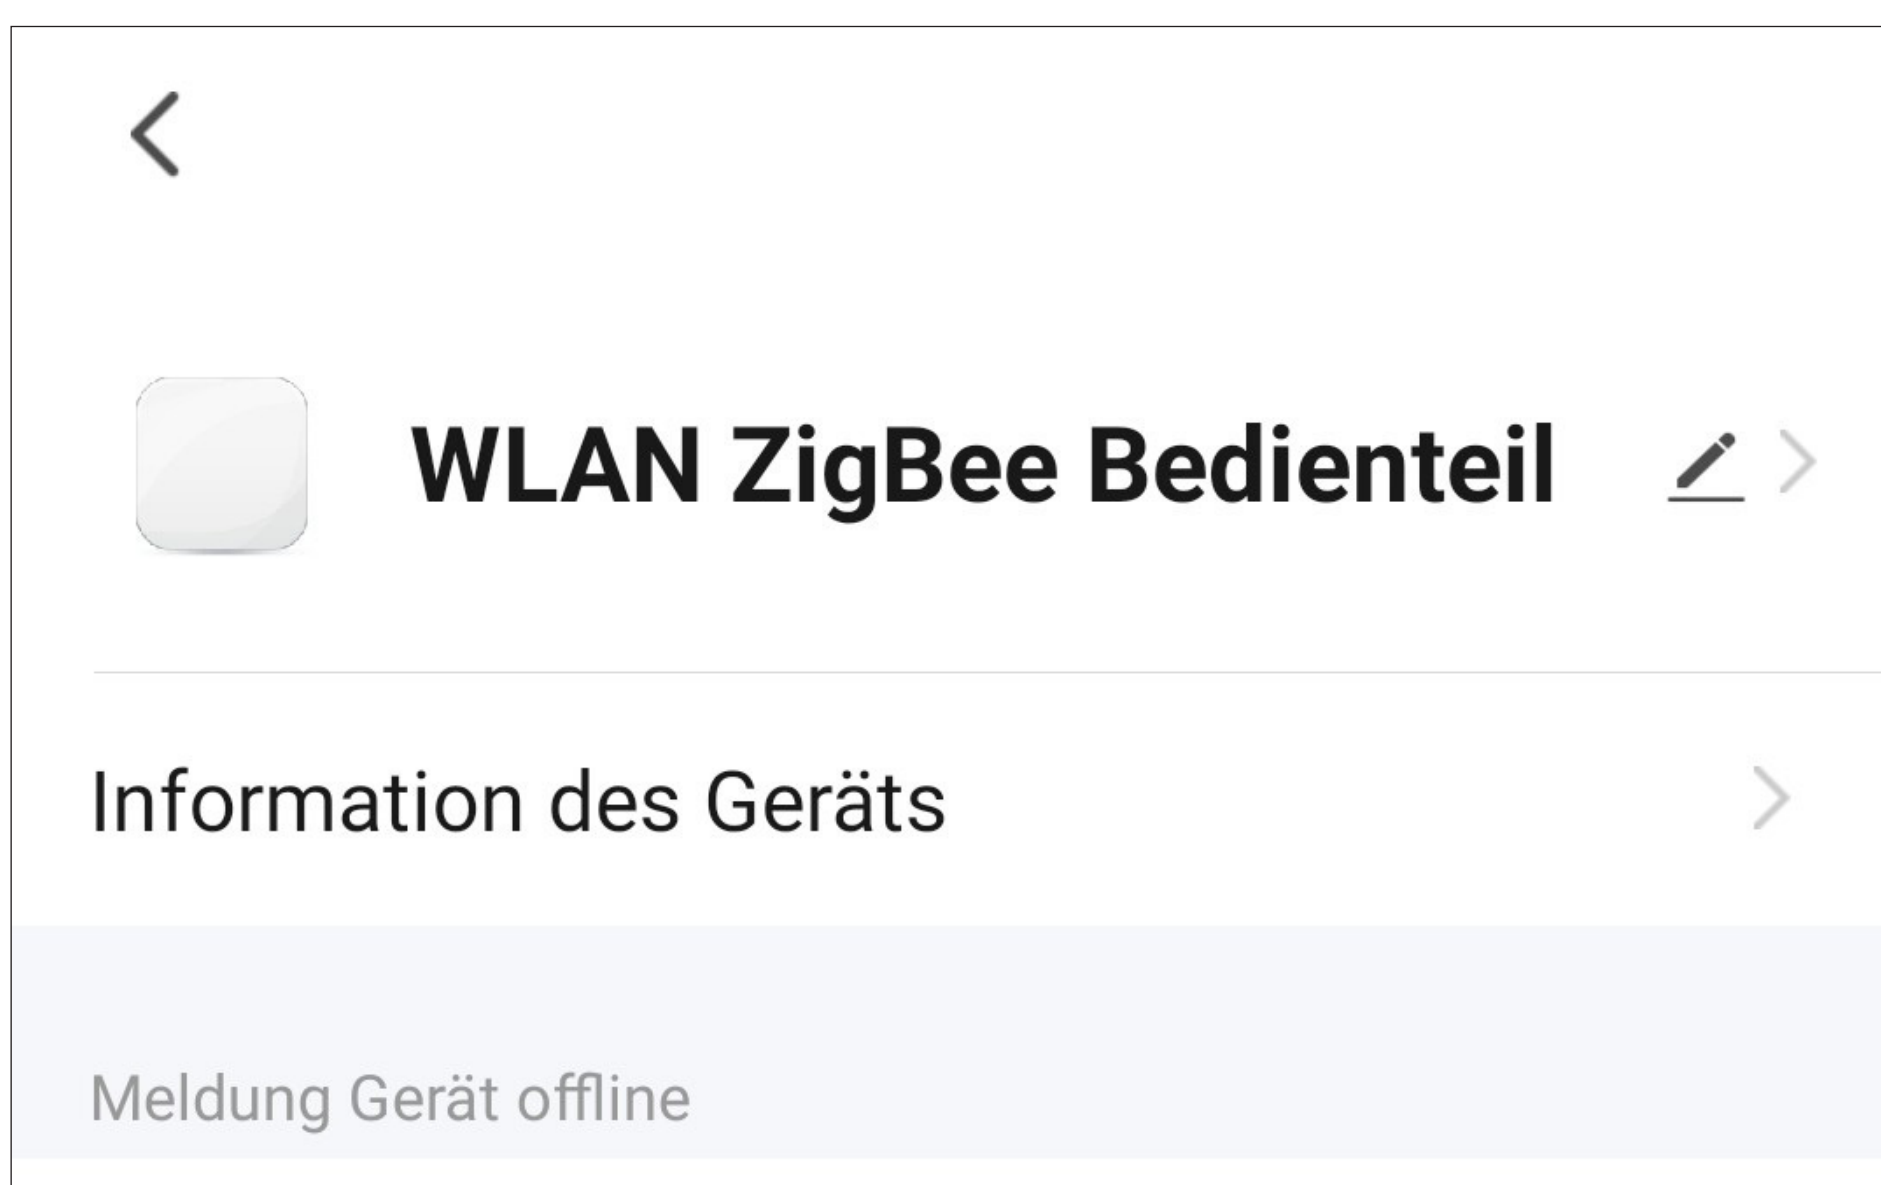 WLAN ZigBee Bedienteil
Information des Geräts
Meldung Gerät offline